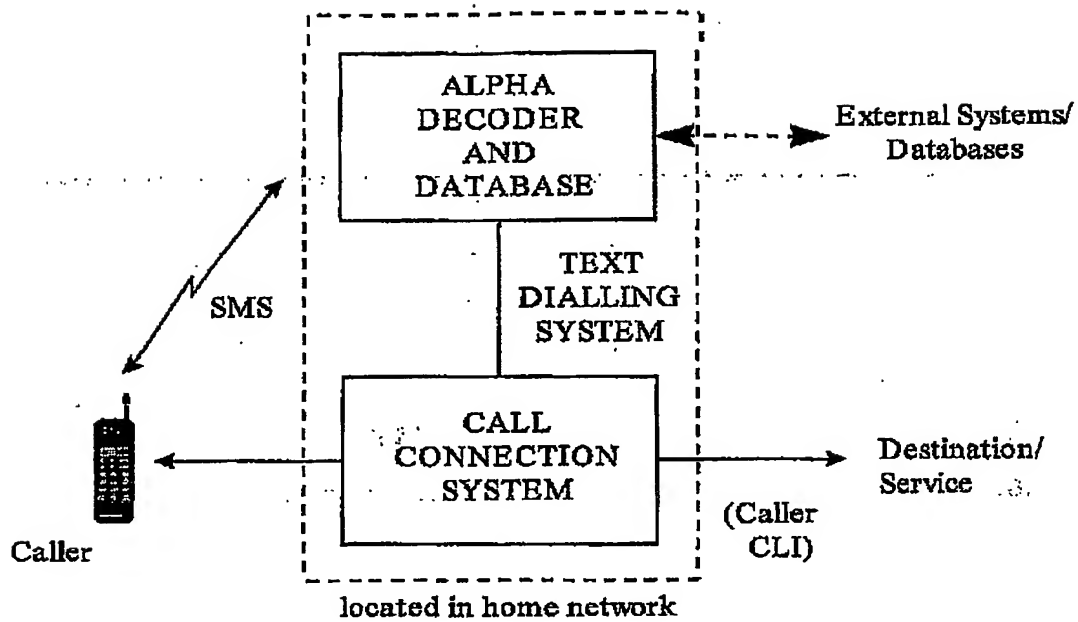 ALPHA
DECODER
AND
DATABASE
External Systems/
Databases
SMS
TEXT
DIALLING
SYSTEM
CALL
CONNECTION
SYSTEM
Destination/
Service
(Caller
CLI)
Caller
located in home network